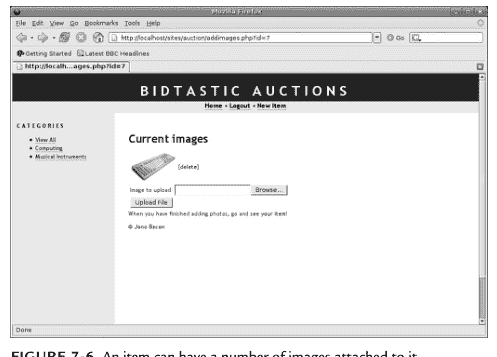 Mozilla Firefox
File Edit View Go Bookmarks Tools Help
http://localhost/sites/auction/addimages.php?id=7
Go
Getting Started Latest BBC Headlines
http://localh...ages.php?id=7
BIDTASTIC AUCTIONS
Home • Logout • New Item
CATEGORIES
• View All
• Computing
• Musical Instruments
Current images
[delete]
Image to upload Browse...
Upload File
When you have finished adding photos, go and see your item!
© Jono Bacon
Done
FIGURE 7-6 An item can have a number of images attached to it.